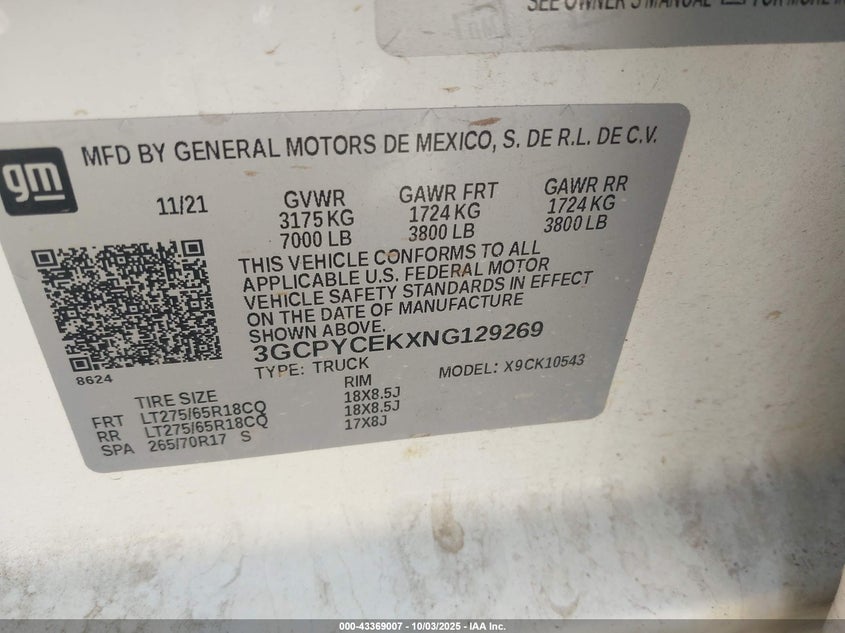 SEE OWNER'S MANUAL FOR MORE
GM
gm
MFD BY GENERAL MOTORS DE MEXICO, S. DE R.L. DE C.V.
11/21 GVWR GAWR FRT GAWR RR
3175 KG 1724 KG 1724 KG
7000 LB 3800 LB 3800 LB
THIS VEHICLE CONFORMS TO ALL
APPLICABLE U.S. FEDERAL MOTOR
VEHICLE SAFETY STANDARDS IN EFFECT
ON THE DATE OF MANUFACTURE
SHOWN ABOVE.
3GCPYCEKXNG129269
TYPE: TRUCK MODEL: X9CK10543
8624
TIRE SIZE RIM
FRT LT275/65R18CQ 18X8.5J
RR LT275/65R18CQ 18X8.5J
SPA 265/70R17 S 17X8J
000-43369007 - 10/03/2025 - IAA Inc.